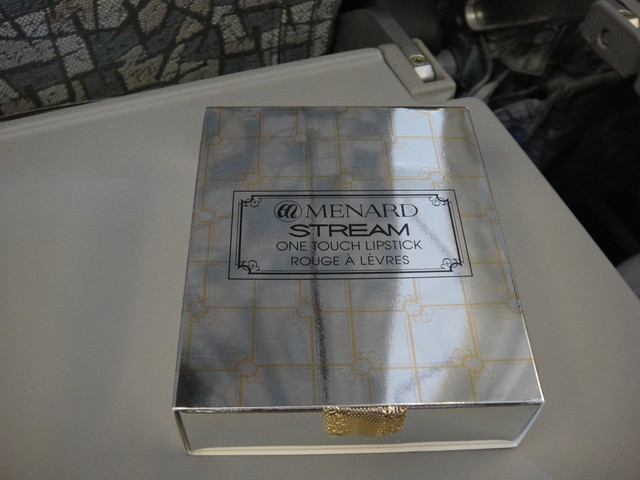 MENARD
STREAM
ONE TOUCH LIPSTICK
ROUGE À LÈVRES